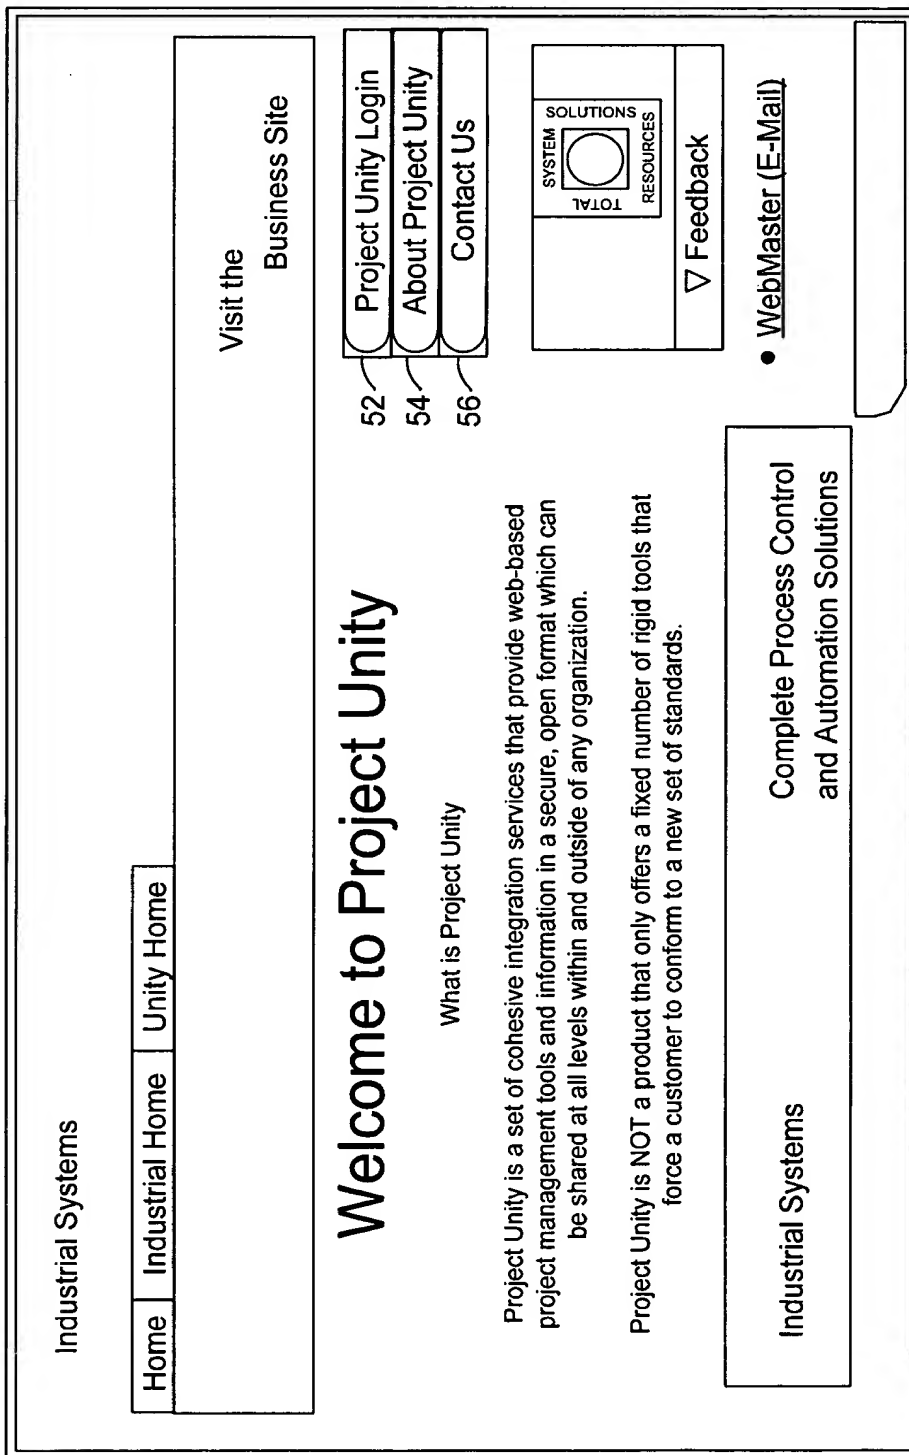 Industrial Systems
Home
Industrial Home
Unity Home
Visit the
Business Site
Welcome to Project Unity
What is Project Unity
Project Unity is a set of cohesive integration services that provide web-based
project management tools and information in a secure, open format which can
be shared at all levels within and outside of any organization.
Project Unity is NOT a product that only offers a fixed number of rigid tools that
force a customer to conform to a new set of standards.
52
Project Unity Login
54
About Project Unity
56
Contact Us
SYSTEM
SOLUTIONS
TOTAL
RESOURCES
▽ Feedback
• WebMaster (E-Mail)
Industrial Systems
Complete Process Control
and Automation Solutions